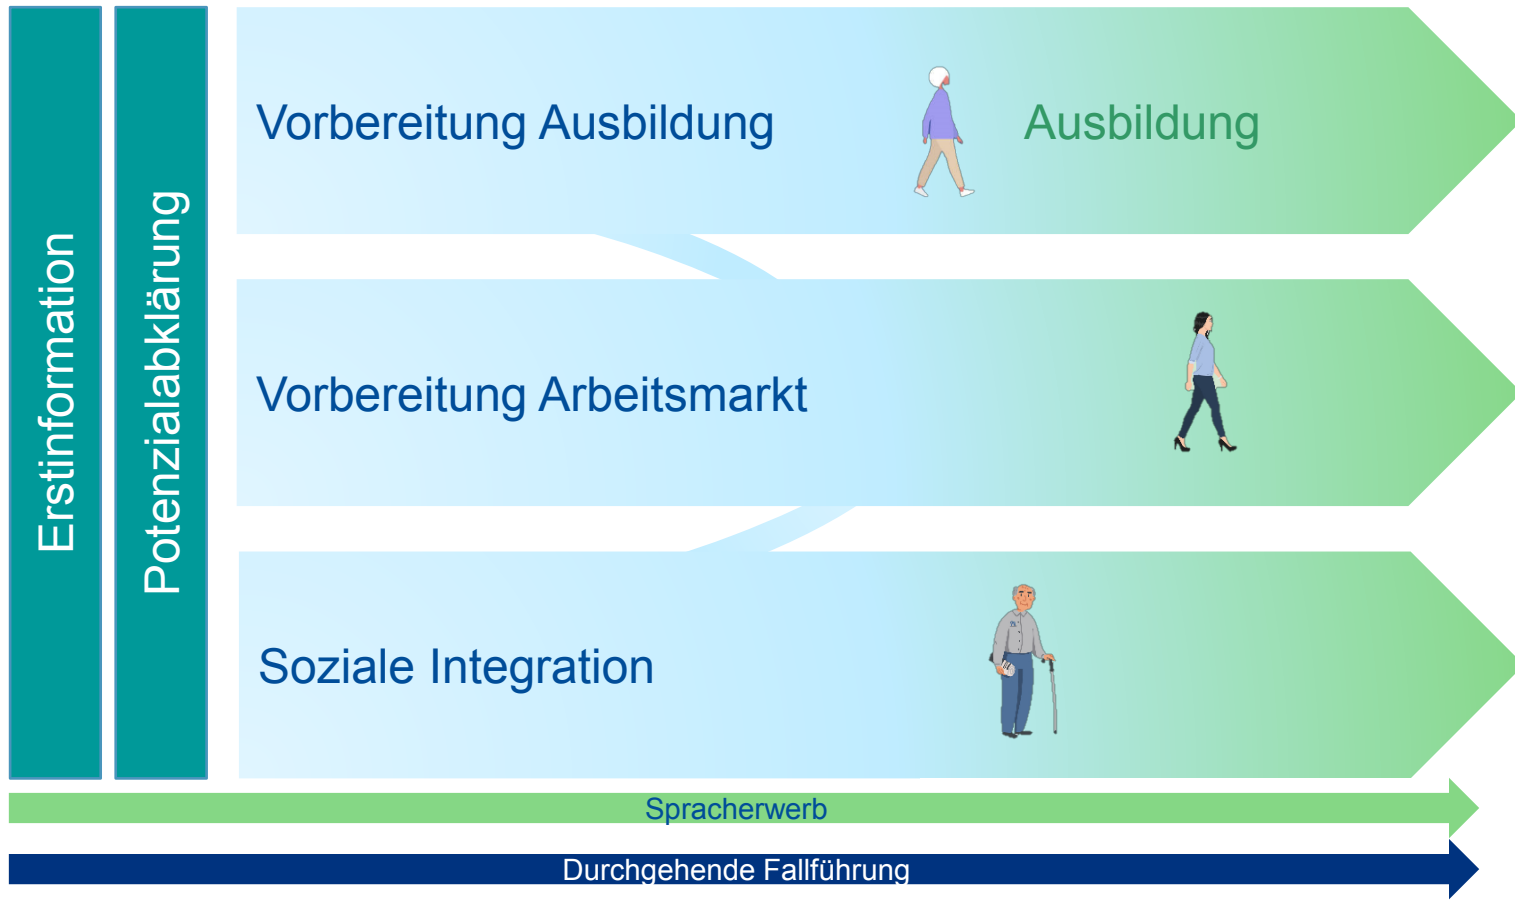 Erstinformation
Potenzialabklärung
Vorbereitung Ausbildung
Ausbildung
Vorbereitung Arbeitsmarkt
Soziale Integration
Spracherwerb
Durchgehende Fallführung